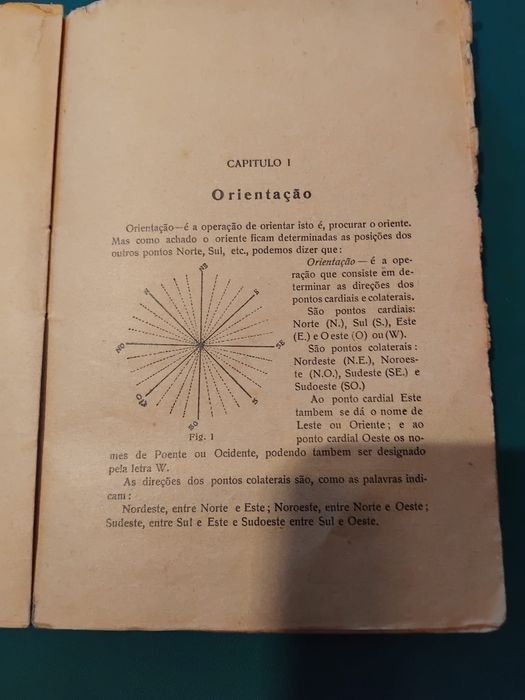 CAPITULO I
Orientação
Orientação—é a operação de orientar isto é, procurar o oriente.
Mas como achado o oriente ficam determinadas as posições dos
outros pontos Norte, Sul, etc., podemos dizer que:
Orientação — é a ope-
ração que consiste em de-
terminar as direções dos
pontos cardiais e colaterais.
São pontos cardiais:
Norte (N.), Sul (S.), Este
(E.) e Oeste (O) ou (W).
São pontos colaterais:
Nordeste (N.E.), Noroes-
te (N.O.), Sudeste (SE.) e
Sudoeste (SO.)
Ao ponto cardial Este
tambem se dá o nome de
Leste ou Oriente; e ao
ponto cardial Oeste os no-
mes de Poente ou Ocidente, podendo tambem ser designado
pela letra W.
As direções dos pontos colaterais são, como as palavras indi-
cam:
Nordeste, entre Norte e Este; Noroeste, entre Norte e Oeste;
Sudeste, entre Sul e Este e Sudoeste entre Sul e Oeste.
NO
SE
S
SO
Fig. 1